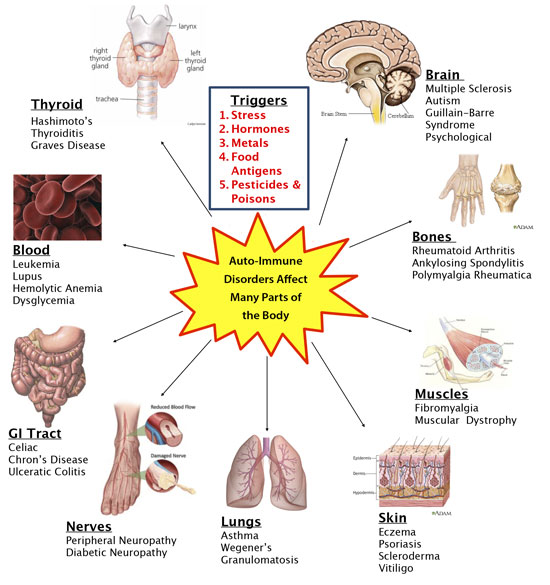 larynx
right
thyroid
gland
left
thyroid
gland
trachea
Thyroid
Hashimoto's
Thyroiditis
Graves Disease
Triggers
1. Stress
2. Hormones
3. Metals
4. Food
Antigens
5. Pesticides &
Poisons
Brain Stem
Cerebellum
Brain
Multiple Sclerosis
Autism
Guillain-Barre
Syndrome
Psychological
Blood
Leukemia
Lupus
Hemolytic Anemia
Dysglycemia
Auto-Immune
Disorders Affect
Many Parts of
the Body
ADAM
Bones
Rheumatoid Arthritis
Ankylosing Spondylitis
Polymyalgia Rheumatica
GI Tract
Celiac
Chron's Disease
Ulceratic Colitis
Reduced Blood Flow
Damaged Nerve
Nerves
Peripheral Neuropathy
Diabetic Neuropathy
Lungs
Asthma
Wegener's
Granulomatosis
Muscles
Fibromyalgia
Muscular Dystrophy
Epidermis
Dermis
Hypodermis
ADAM
Skin
Eczema
Psoriasis
Scleroderma
Vitiligo